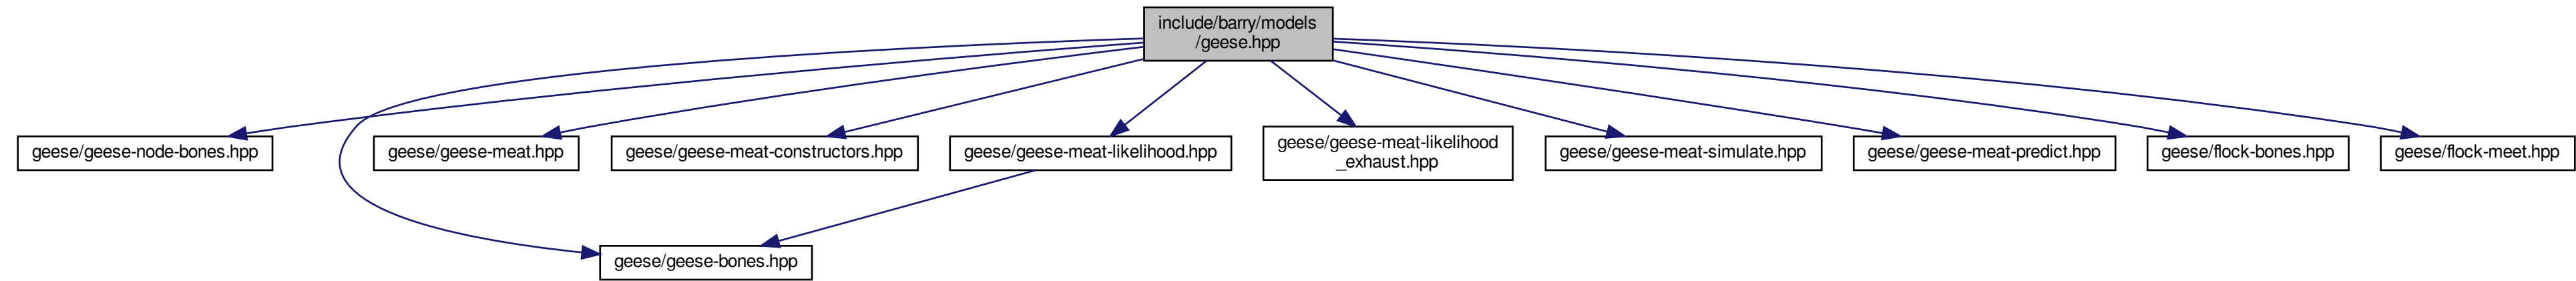 include/barry/models
/geese.hpp
geese/geese-node-bones.hpp
geese/geese-meat.hpp
geese/geese-meat-constructors.hpp
geese/geese-meat-likelihood.hpp
geese/geese-meat-likelihood
_exhaust.hpp
geese/geese-meat-simulate.hpp
geese/geese-meat-predict.hpp
geese/flock-bones.hpp
geese/flock-meet.hpp
geese/geese-bones.hpp